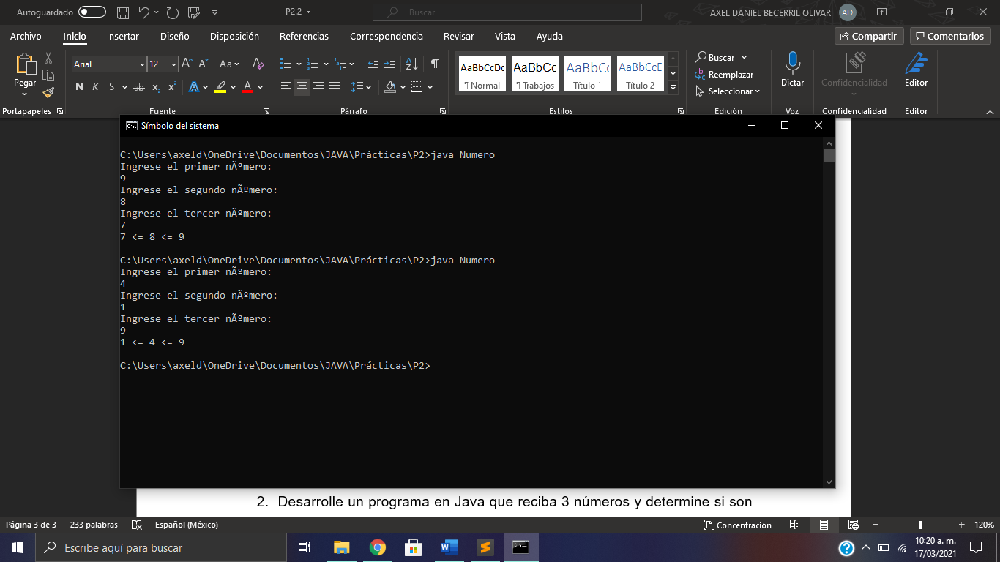 Autoguardado
P2.2
Buscar
AXEL DANIEL BECERRIL OLIVAR
AD
Archivo Inicio Insertar Diseño Disposición Referencias Correspondencia Revisar Vista Ayuda
Compartir
Comentarios
Pegar
Portapapeles
Arial
12
Aa
N K S ab x₂ x²
A A
Fuente
Párrafo
AaBbCcDc
¶ Normal
AaBbCc
¶ Trabajos
AaBbCc
Título 1
AaBbCcD
Título 2
Estilos
Buscar
Reemplazar
Seleccionar
Edición
Dictar
Voz
Confidencialidad
Confidencialidad
Editor
Editor
Símbolo del sistema
C:\Users\axeld\OneDrive\Documentos\JAVA\Prácticas\P2>java Numero
Ingrese el primer nÃºmero:
9
Ingrese el segundo nÃºmero:
8
Ingrese el tercer nÃºmero:
7
7 <= 8 <= 9
C:\Users\axeld\OneDrive\Documentos\JAVA\Prácticas\P2>java Numero
Ingrese el primer nÃºmero:
4
Ingrese el segundo nÃºmero:
1
Ingrese el tercer nÃºmero:
9
1 <= 4 <= 9
C:\Users\axeld\OneDrive\Documentos\JAVA\Prácticas\P2>
2. Desarrolle un programa en Java que reciba 3 números y determine si son
Página 3 de 3 233 palabras Español (México)
Concentración
120%
Escribe aquí para buscar
10:20 a. m.
17/03/2021